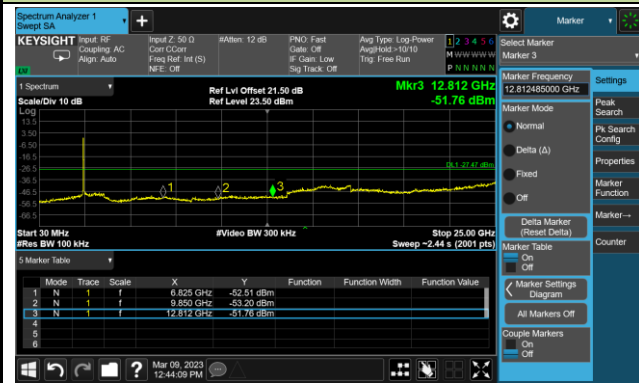 Spectrum Analyzer 1
Swept SA
Marker
KEYSIGHT
Input: RF
Coupling: AC
Align: Auto
Input Z: 50 Ω
Corr CCorr
Freq Ref: Int (S)
NFE: Off
#Atten: 12 dB
PNO: Fast
Gate: Off
IF Gain: Low
Sig Track: Off
Avg Type: Log-Power
Avg|Hold:>10/10
Trig: Free Run
1 2 3 4 5 6
M W W W W W
P N N N N N
Select Marker
Marker 3
1 Spectrum
Scale/Div 10 dB
Log
Ref Lvl Offset 21.50 dB
Ref Level 23.50 dBm
Mkr3 12.812 GHz
-51.76 dBm
13.5
3.50
-6.50
-16.5
-26.5
-36.5
-46.5
-56.5
-66.5
DL1 -27.47 dBm
1
2
3
Start 30 MHz
#Res BW 100 kHz
#Video BW 300 kHz
Stop 25.00 GHz
Sweep ~2.44 s (2001 pts)
5 Marker Table
Mode Trace Scale X Y Function Function Width Function Value
1 N 1 f 6.825 GHz -52.51 dBm
2 N 1 f 9.850 GHz -53.20 dBm
3 N 1 f 12.812 GHz -51.76 dBm
4
5
6
Marker Frequency
12.812485000 GHz
Marker Mode
Normal
Delta (Δ)
Fixed
Off
Delta Marker
(Reset Delta)
Marker Table
On
Off
Marker Settings
Diagram
All Markers Off
Couple Markers
On
Off
Settings
Peak
Search
Pk Search
Config
Properties
Marker
Function
Marker→
Counter
Mar 09, 2023
12:44:09 PM